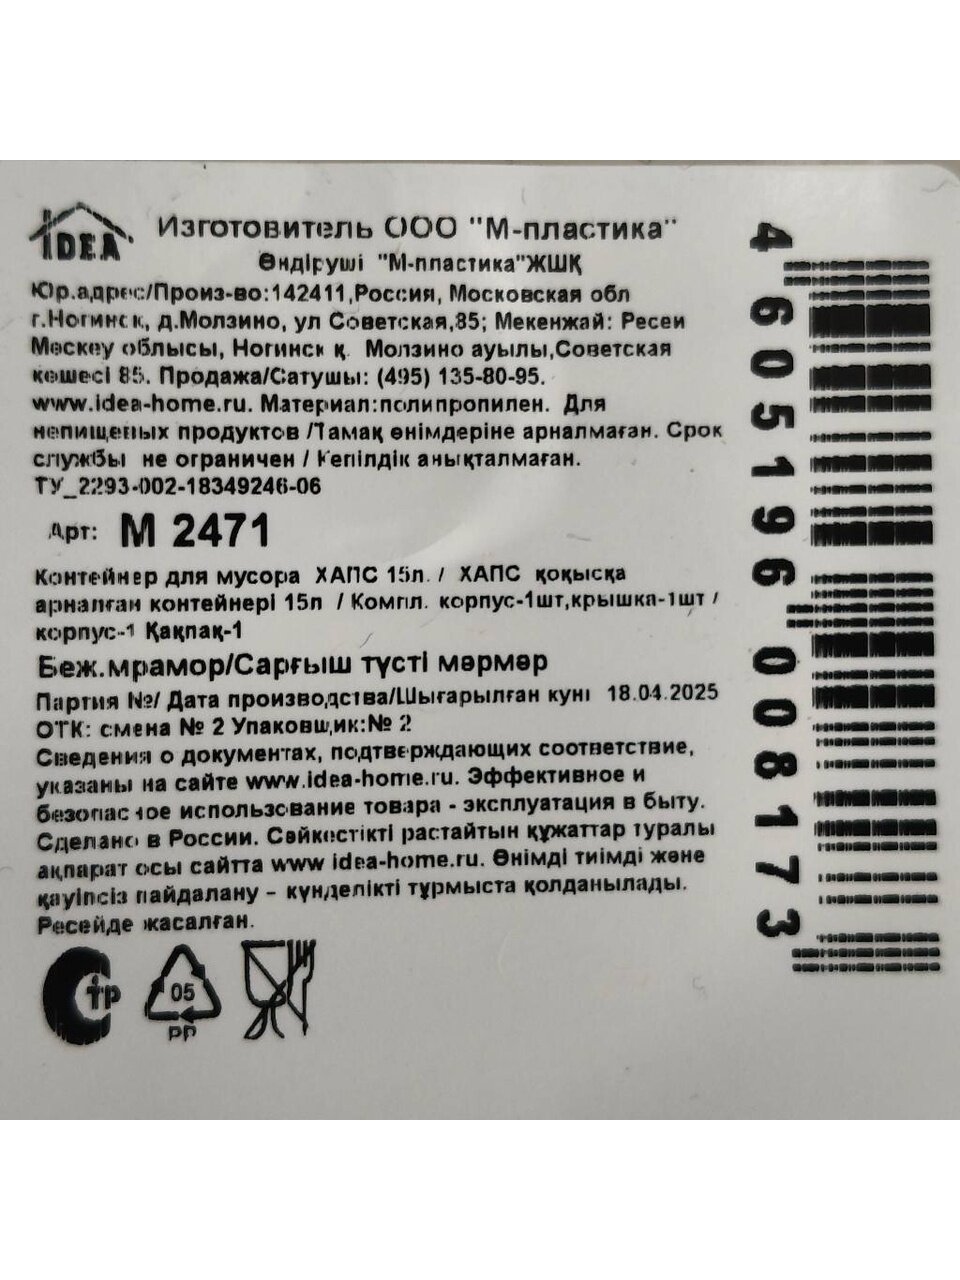 IDEA
Изготовитель ООО "М-пластика"
Өндіруші "М-пластика"ЖШҚ
Юр.адрес/Произ-во:142411,Россия, Московская обл
г.Ногинск, д.Молзино, ул Советская,85; Мекенжай: Ресей
Мәскеу облысы, Ногинск қ. Молзино ауылы,Советская
көшесі 85. Продажа/Сатушы: (495) 135-80-95.
www.idea-home.ru. Материал:полипропилен. Для
непищевых продуктов /Тамақ өнімдеріне арналмаған. Срок
службы не ограничен / Кепілдік анықталмаған.
ТУ_2293-002-18349246-06
Арт: М 2471
Контейнер для мусора ХАПС 15л. / ХАПС қоқысқа
арналған контейнері 15л / Компл. корпус-1шт,крышка-1шт /
корпус-1 Қақпақ-1
Беж.мрамор/Сарғыш түсті мәрмәр
Партия №/ Дата производства/Шығарылған күні 18.04.2025
ОТК: смена № 2 Упаковщик:№ 2
Сведения о документах, подтверждающих соответствие,
указаны на сайте www.idea-home.ru. Эффективное и
безопасное использование товара - эксплуатация в быту.
Сделано в России. Сәйкестікті растайтын құжаттар туралы
ақпарат осы сайтта www idea-home.ru. Өнімді тиімді және
қауіпсіз пайдалану - күнделікті тұрмыста қолданылады.
Ресейде жасалған.
Стр
05
PP
4 605196 008173